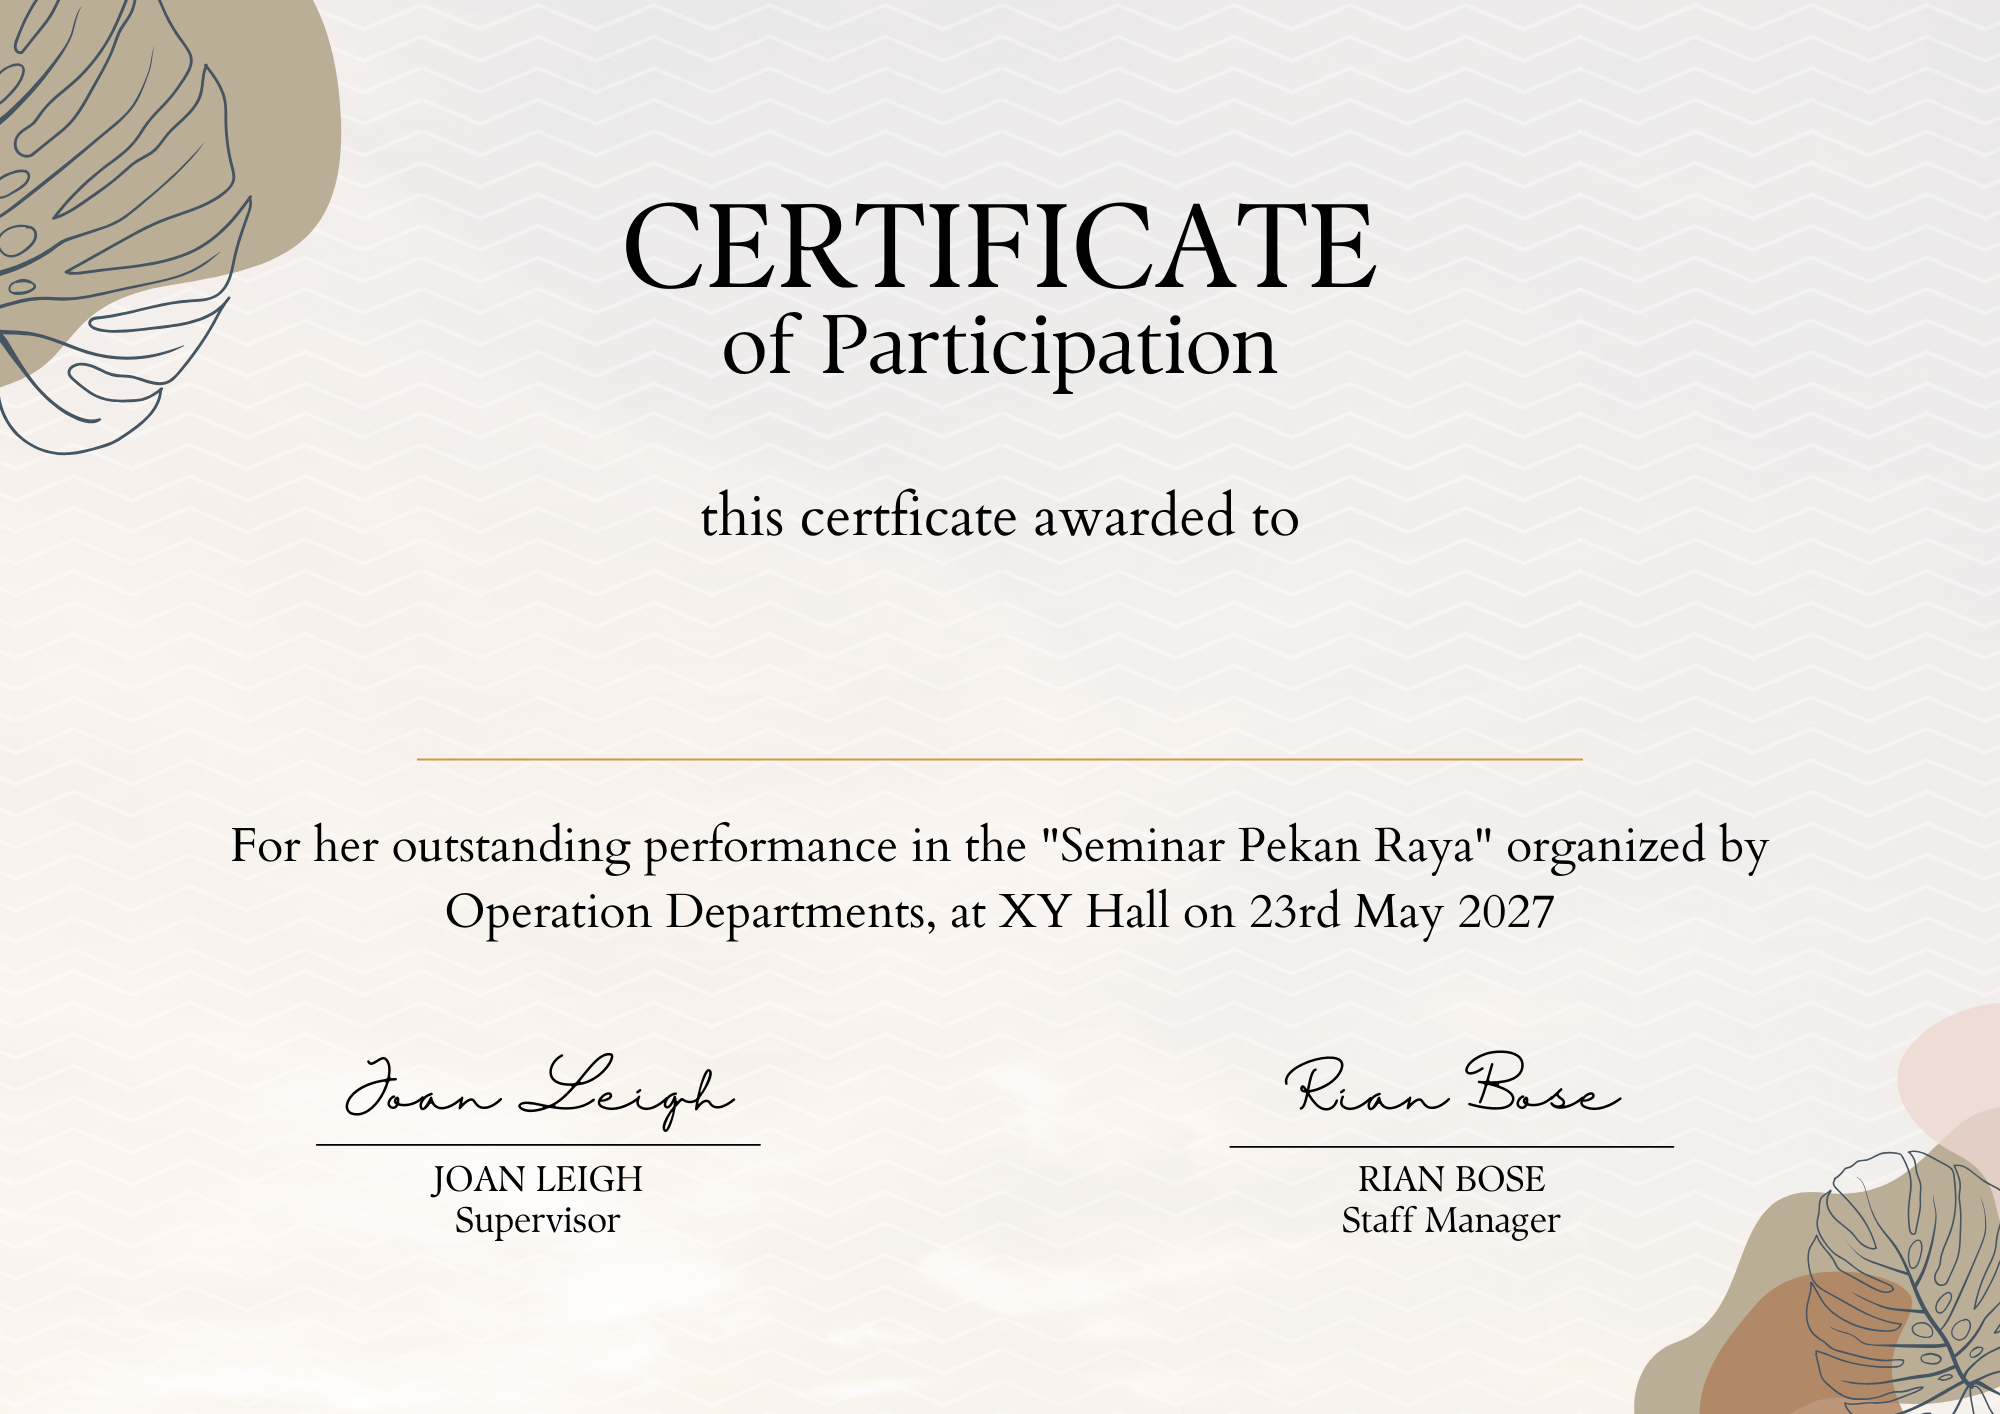 CERTIFICATE
of Participation
this certficate awarded to
For her outstanding performance in the "Seminar Pekan Raya" organized by
Operation Departments, at XY Hall on 23rd May 2027
Joan Leigh
Rian Bose
JOAN LEIGH
Supervisor
RIAN BOSE
Staff Manager